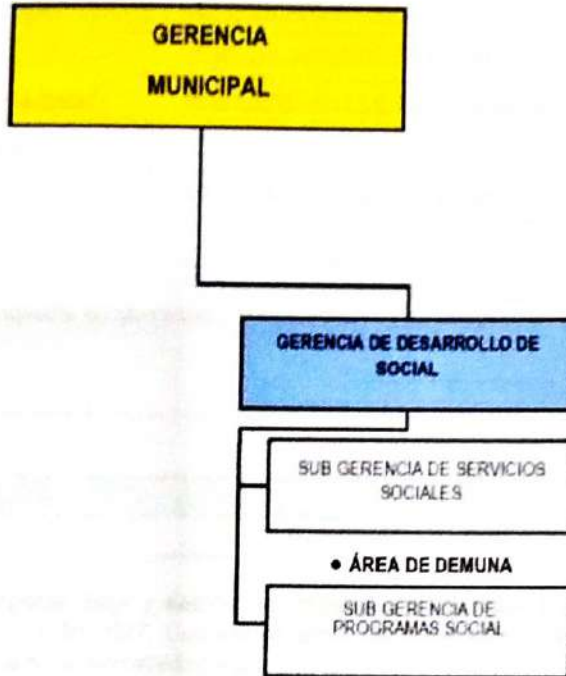 GERENCIA
MUNICIPAL
GERENCIA DE DESARROLLO DE
SOCIAL
SUB GERENCIA DE SERVICIOS
SOCIALES
• ÁREA DE DEMUNA
SUB GERENCIA DE
PROGRAMAS SOCIAL